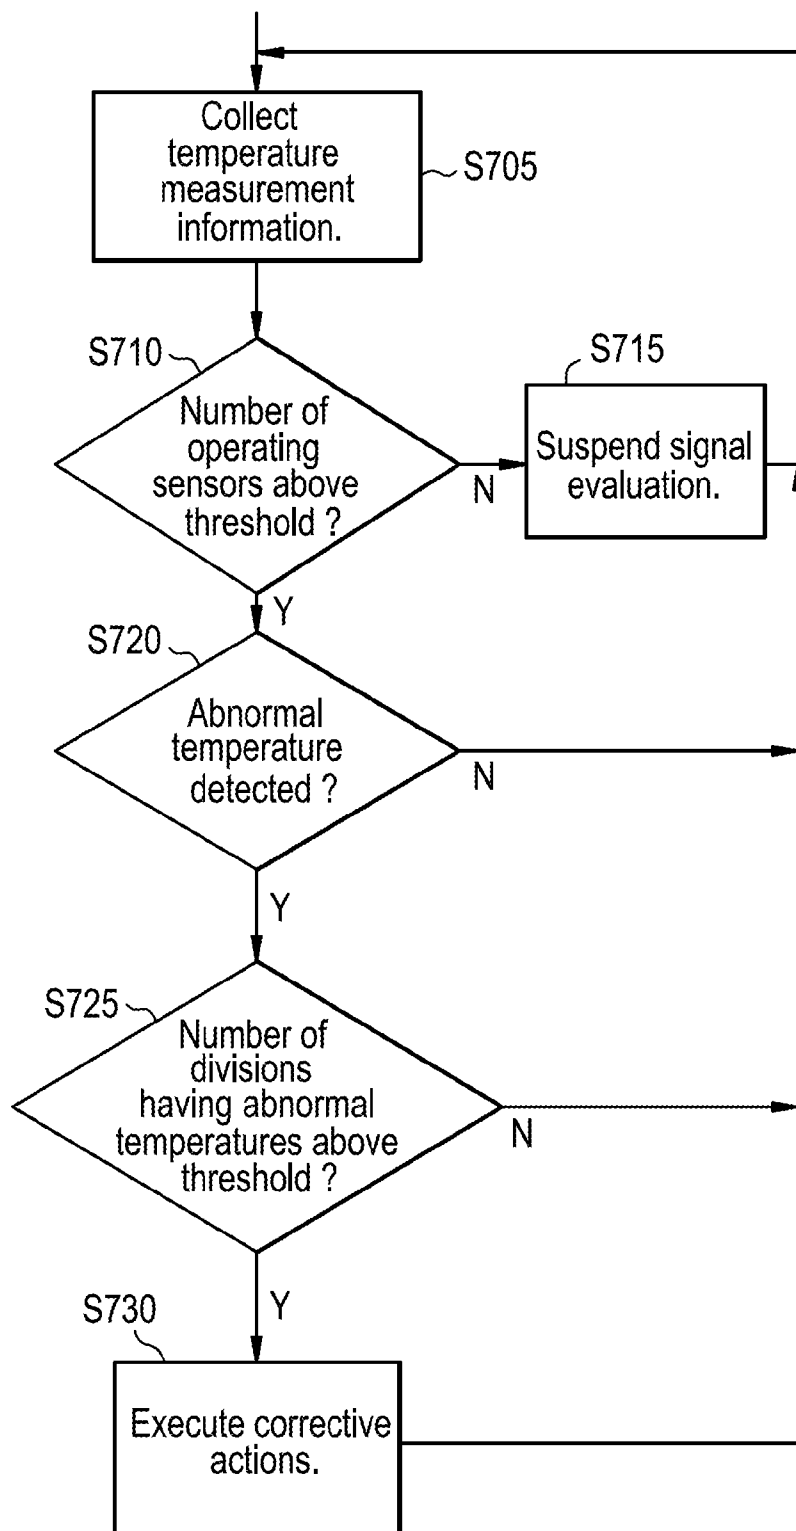 Collect
temperature
measurement
information.
S705
S710
Number of
operating
sensors above
threshold ?
N
S715
Suspend signal
evaluation.
Y
S720
Abnormal
temperature
detected ?
N
Y
S725
Number of
divisions
having abnormal
temperatures above
threshold ?
N
Y
S730
Execute corrective
actions.